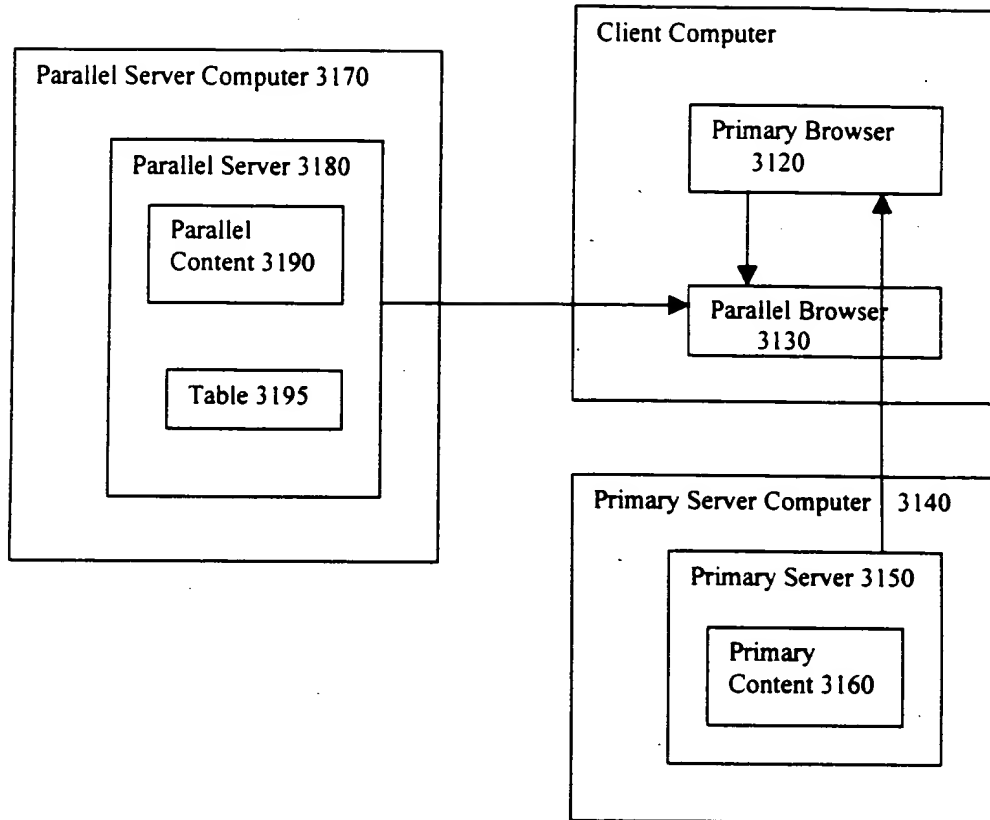 Parallel Server Computer 3170
Parallel Server 3180
Parallel
Content 3190
Table 3195
Client Computer
Primary Browser
3120
Parallel Browser
3130
Primary Server Computer 3140
Primary Server 3150
Primary
Content 3160